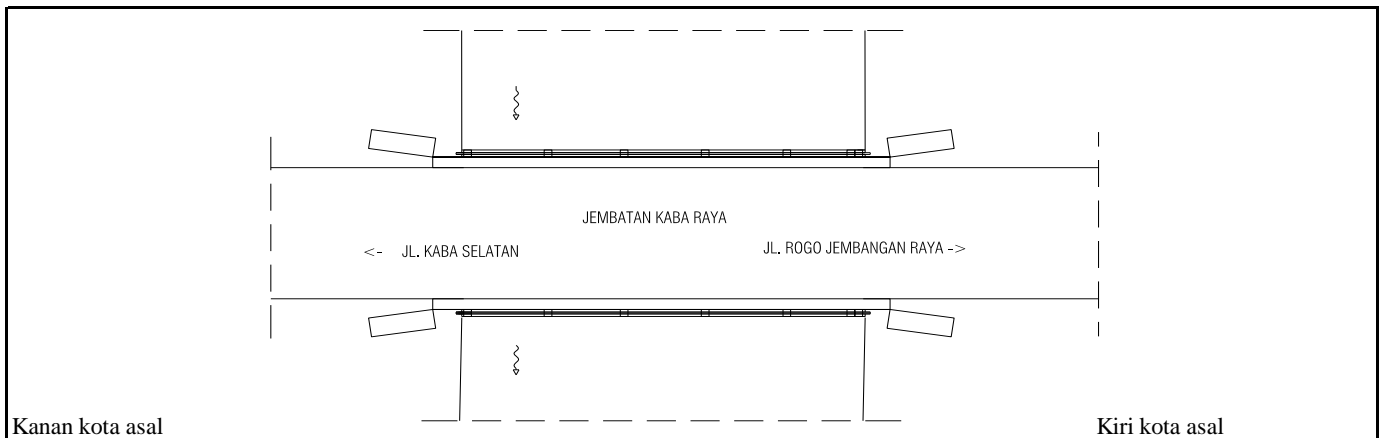 JEMBATAN KABA RAYA
<- JL. KABA SELATAN
JL. ROGO JEMBANGAN RAYA ->
Kanan kota asal
Kiri kota asal